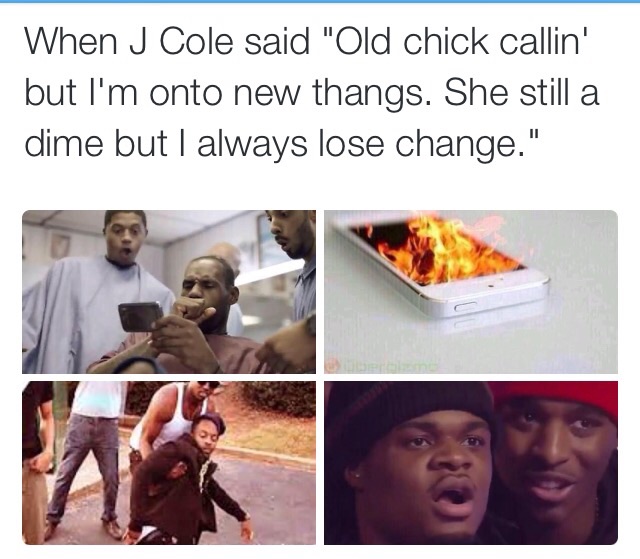 When J Cole said "Old chick callin'
but I'm onto new thangs. She still a
dime but I always lose change."